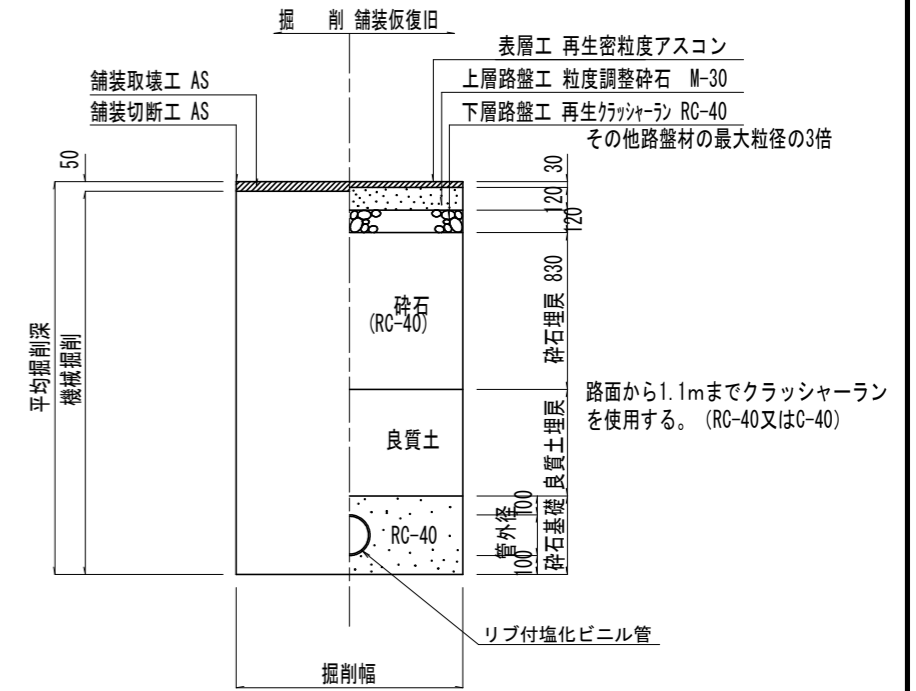 掘　削 舗装仮復旧
表層工 再生密粒度アスコン
舗装取壊工 AS
上層路盤工 粒度調整砕石 M-30
舗装切断工 AS
下層路盤工 再生クラッシャーラン RC-40
その他路盤材の最大粒径の3倍
50
30
120
120
砕石埋戻 830
砕石
(RC-40)
平均掘削深
機械掘削
路面から1.1mまでクラッシャーラン
を使用する。（RC-40又はC-40）
良質土
良質土埋戻
100
管外径
100
砕石基礎
RC-40
リブ付塩化ビニル管
掘削幅